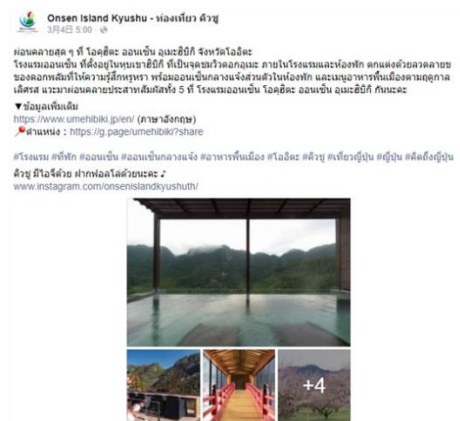 Onsen Island Kyushu - ท่องเที่ยว คิวชู
3月4日 5:00
ผ่อนคลายสุด ๆ ที่ โอคุฮิตะ ออนเซ็น อุเมะฮิบิกิ จังหวัดโออิตะ
โรงแรมออนเซ็น ที่ตั้งอยู่ในหุบเขาฮิบิกิ ที่เป็นจุดชมวิวดอกอุเมะ ภายในโรงแรมและห้องพัก ตกแต่งด้วยลวดลายข
ของดอกพลัมที่ให้ความรู้สึกหรูหรา พร้อมออนเซ็นกลางแจ้งส่วนตัวในห้องพัก และเมนูอาหารพื้นเมืองตามฤดูกาล
เลิศรส แวะมาผ่อนคลายประสาทสัมผัสทั้ง 5 ที่ โรงแรมออนเซ็น โอคุฮิตะ ออนเซ็น อุเมะฮิบิกิ กันนะคะ
▼ข้อมูลเพิ่มเติม
https://www.umehibiki.jp/en/ (ภาษาอังกฤษ)
📍ตำแหน่ง : https://g.page/umehibiki?share
#โรงแรม #ที่พัก #ออนเซ็น #ออนเซ็นกลางแจ้ง #อาหารพื้นเมือง #โออิตะ #คิวชู #เที่ยวญี่ปุ่น #ญี่ปุ่น #คิดถึงญี่ปุ่น
คิวชู มีไอจีด้วย ฝากฟอลโล่ด้วยนะคะ♪
www.instagram.com/onsenislandkyushuth/
+4